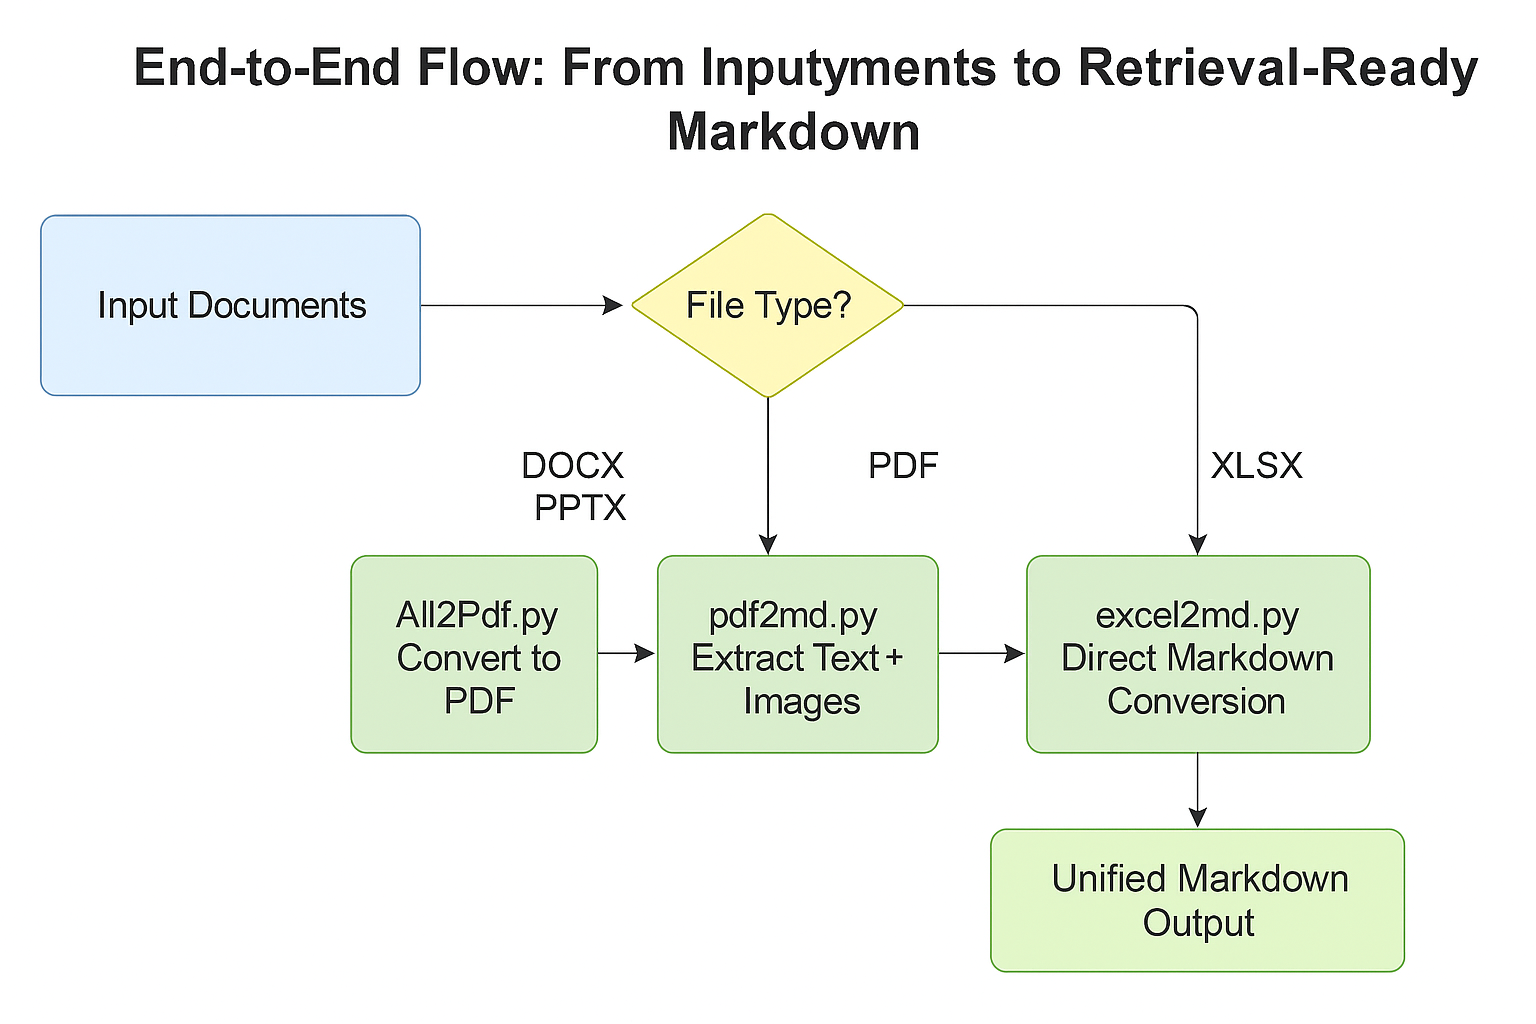 End-to-End Flow: From Inputyments to Retrieval-Ready
Markdown
Input Documents
File Type?
DOCX
PPTX
PDF
XLSX
All2Pdf.py
Convert to
PDF
pdf2md.py
Extract Text +
Images
excel2md.py
Direct Markdown
Conversion
Unified Markdown
Output